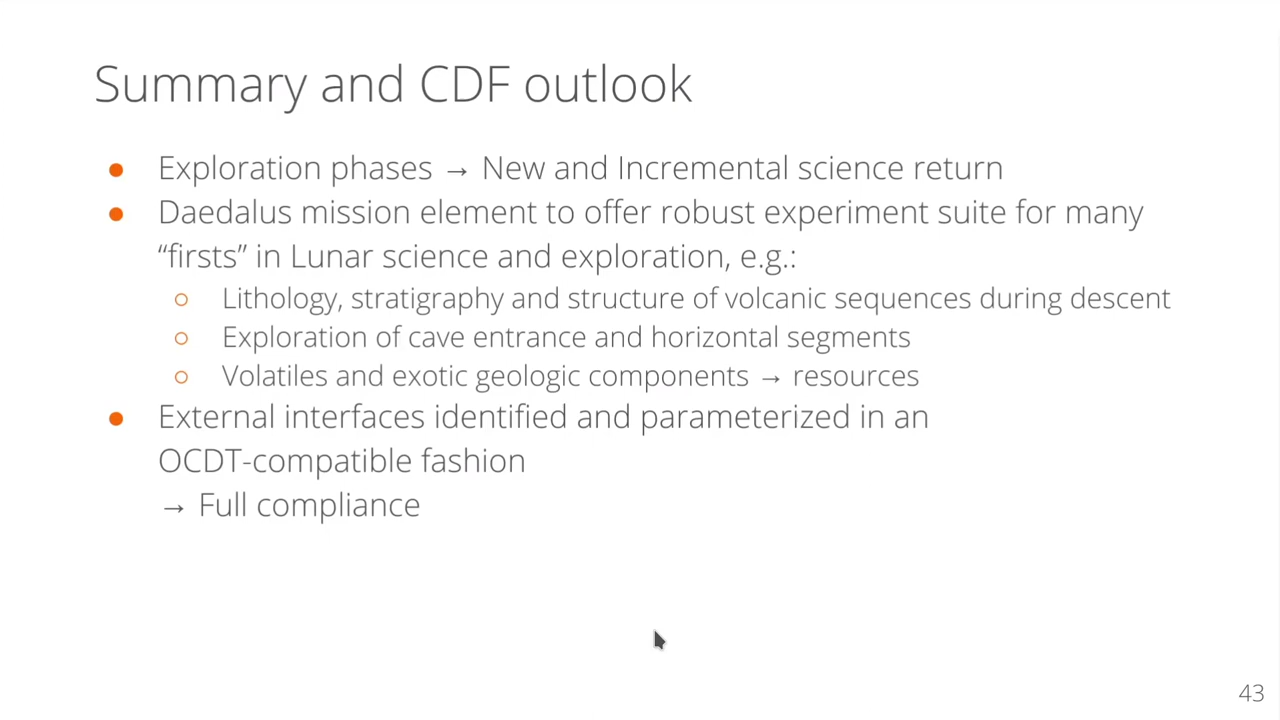 Summary and CDF outlook
● Exploration phases → New and Incremental science return
● Daedalus mission element to offer robust experiment suite for many
“firsts” in Lunar science and exploration, e.g.:
○ Lithology, stratigraphy and structure of volcanic sequences during descent
○ Exploration of cave entrance and horizontal segments
○ Volatiles and exotic geologic components → resources
● External interfaces identified and parameterized in an
OCDT-compatible fashion
→ Full compliance
43